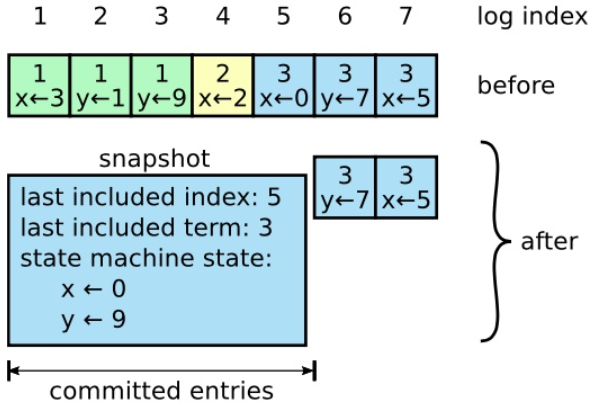 1 2 3 4 5 6 7 log index
1 1 1 2 3 3 3
x←3 y←1 y←9 x←2 x←0 y←7 x←5
before
snapshot
3 3
y←7 x←5
last included index: 5
last included term: 3
state machine state:
x ← 0
y ← 9
after
committed entries